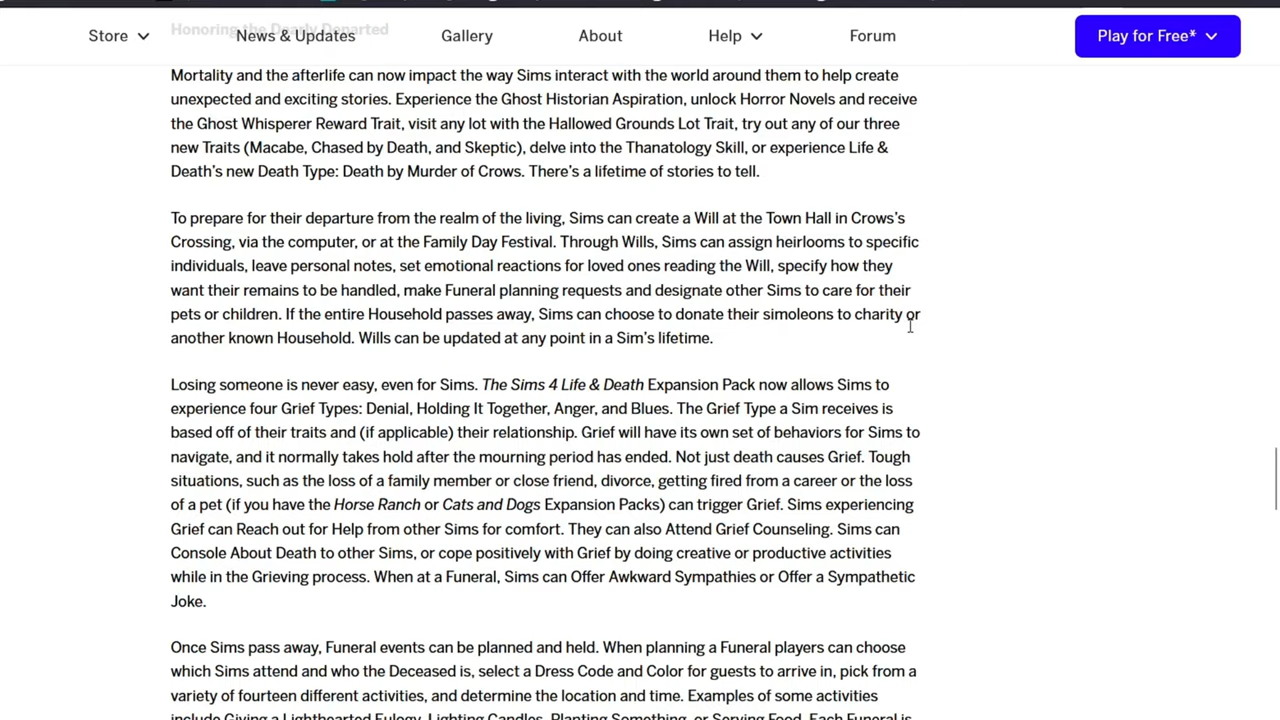 Honoring the Dearly Departed
Store News & Updates Gallery About Help Forum Play for Free*
Mortality and the afterlife can now impact the way Sims interact with the world around them to help create
unexpected and exciting stories. Experience the Ghost Historian Aspiration, unlock Horror Novels and receive
the Ghost Whisperer Reward Trait, visit any lot with the Hallowed Grounds Lot Trait, try out any of our three
new Traits (Macabe, Chased by Death, and Skeptic), delve into the Thanatology Skill, or experience Life &
Death's new Death Type: Death by Murder of Crows. There's a lifetime of stories to tell.
To prepare for their departure from the realm of the living, Sims can create a Will at the Town Hall in Crows's
Crossing, via the computer, or at the Family Day Festival. Through Wills, Sims can assign heirlooms to specific
individuals, leave personal notes, set emotional reactions for loved ones reading the Will, specify how they
want their remains to be handled, make Funeral planning requests and designate other Sims to care for their
pets or children. If the entire Household passes away, Sims can choose to donate their simoleons to charity or
another known Household. Wills can be updated at any point in a Sim's lifetime.
Losing someone is never easy, even for Sims. The Sims 4 Life & Death Expansion Pack now allows Sims to
experience four Grief Types: Denial, Holding It Together, Anger, and Blues. The Grief Type a Sim receives is
based off of their traits and (if applicable) their relationship. Grief will have its own set of behaviors for Sims to
navigate, and it normally takes hold after the mourning period has ended. Not just death causes Grief. Tough
situations, such as the loss of a family member or close friend, divorce, getting fired from a career or the loss
of a pet (if you have the Horse Ranch or Cats and Dogs Expansion Packs) can trigger Grief. Sims experiencing
Grief can Reach out for Help from other Sims for comfort. They can also Attend Grief Counseling. Sims can
Console About Death to other Sims, or cope positively with Grief by doing creative or productive activities
while in the Grieving process. When at a Funeral, Sims can Offer Awkward Sympathies or Offer a Sympathetic
Joke.
Once Sims pass away, Funeral events can be planned and held. When planning a Funeral players can choose
which Sims attend and who the Deceased is, select a Dress Code and Color for guests to arrive in, pick from a
variety of fourteen different activities, and determine the location and time. Examples of some activities
include Giving a Lighthearted Eulogy, Lighting Candles, Planting Something, or Serving Food. Each Funeral is